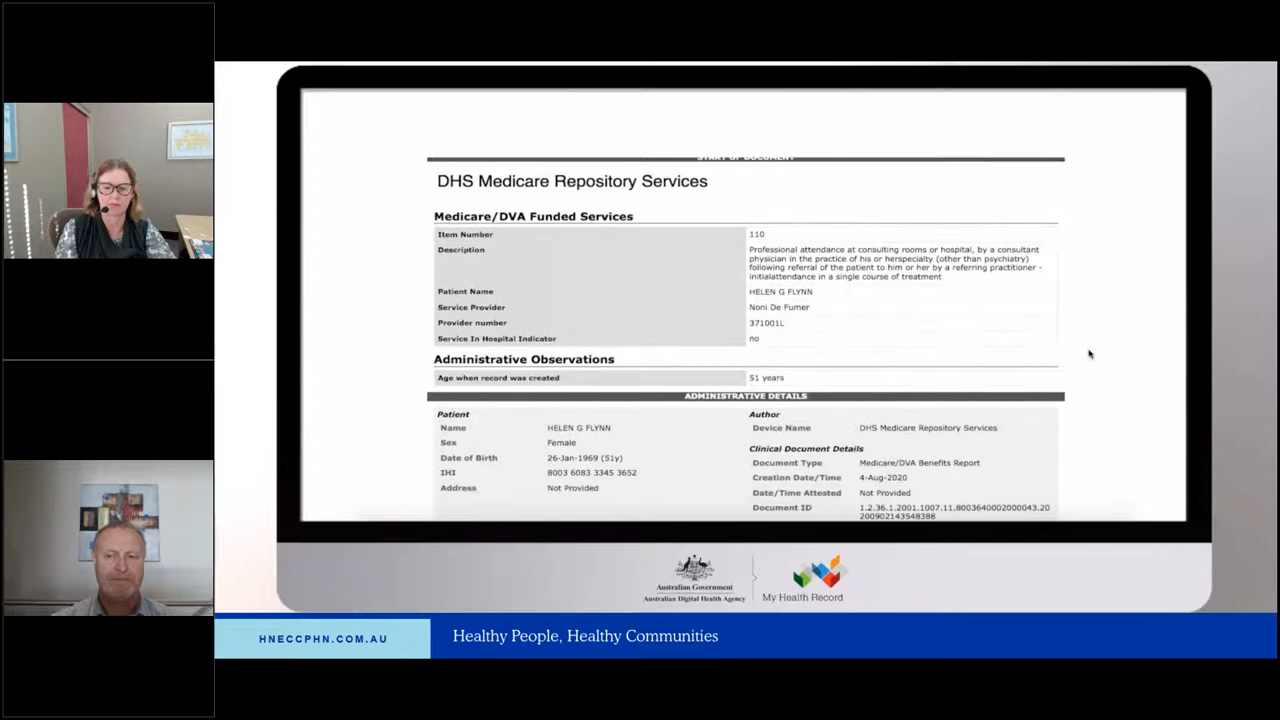 START OF DOCUMENT
DHS Medicare Repository Services
Medicare/DVA Funded Services
Item Number 110
Description Professional attendance at consulting rooms or hospital, by a consultant
physician in the practice of his or herspecialty (other than psychiatry)
following referral of the patient to him or her by a referring practitioner -
initialattendance in a single course of treatment
Patient Name HELEN G FLYNN
Service Provider Noni De Fumer
Provider number 371001L
Service In Hospital Indicator no
Administrative Observations
Age when record was created 51 years
ADMINISTRATIVE DETAILS
Patient
Name HELEN G FLYNN
Sex Female
Date of Birth 26-Jan-1969 (51y)
IHI 8003 6083 3345 3652
Address Not Provided
Author
Device Name DHS Medicare Repository Services
Clinical Document Details
Document Type Medicare/DVA Benefits Report
Creation Date/Time 4-Aug-2020
Date/Time Attested Not Provided
Document ID 1.2.36.1.2001.1007.11.8003640002000043.20
200902143548388
Australian Government
Australian Digital Health Agency
My Health Record
HNECCPHN.COM.AU
Healthy People, Healthy Communities